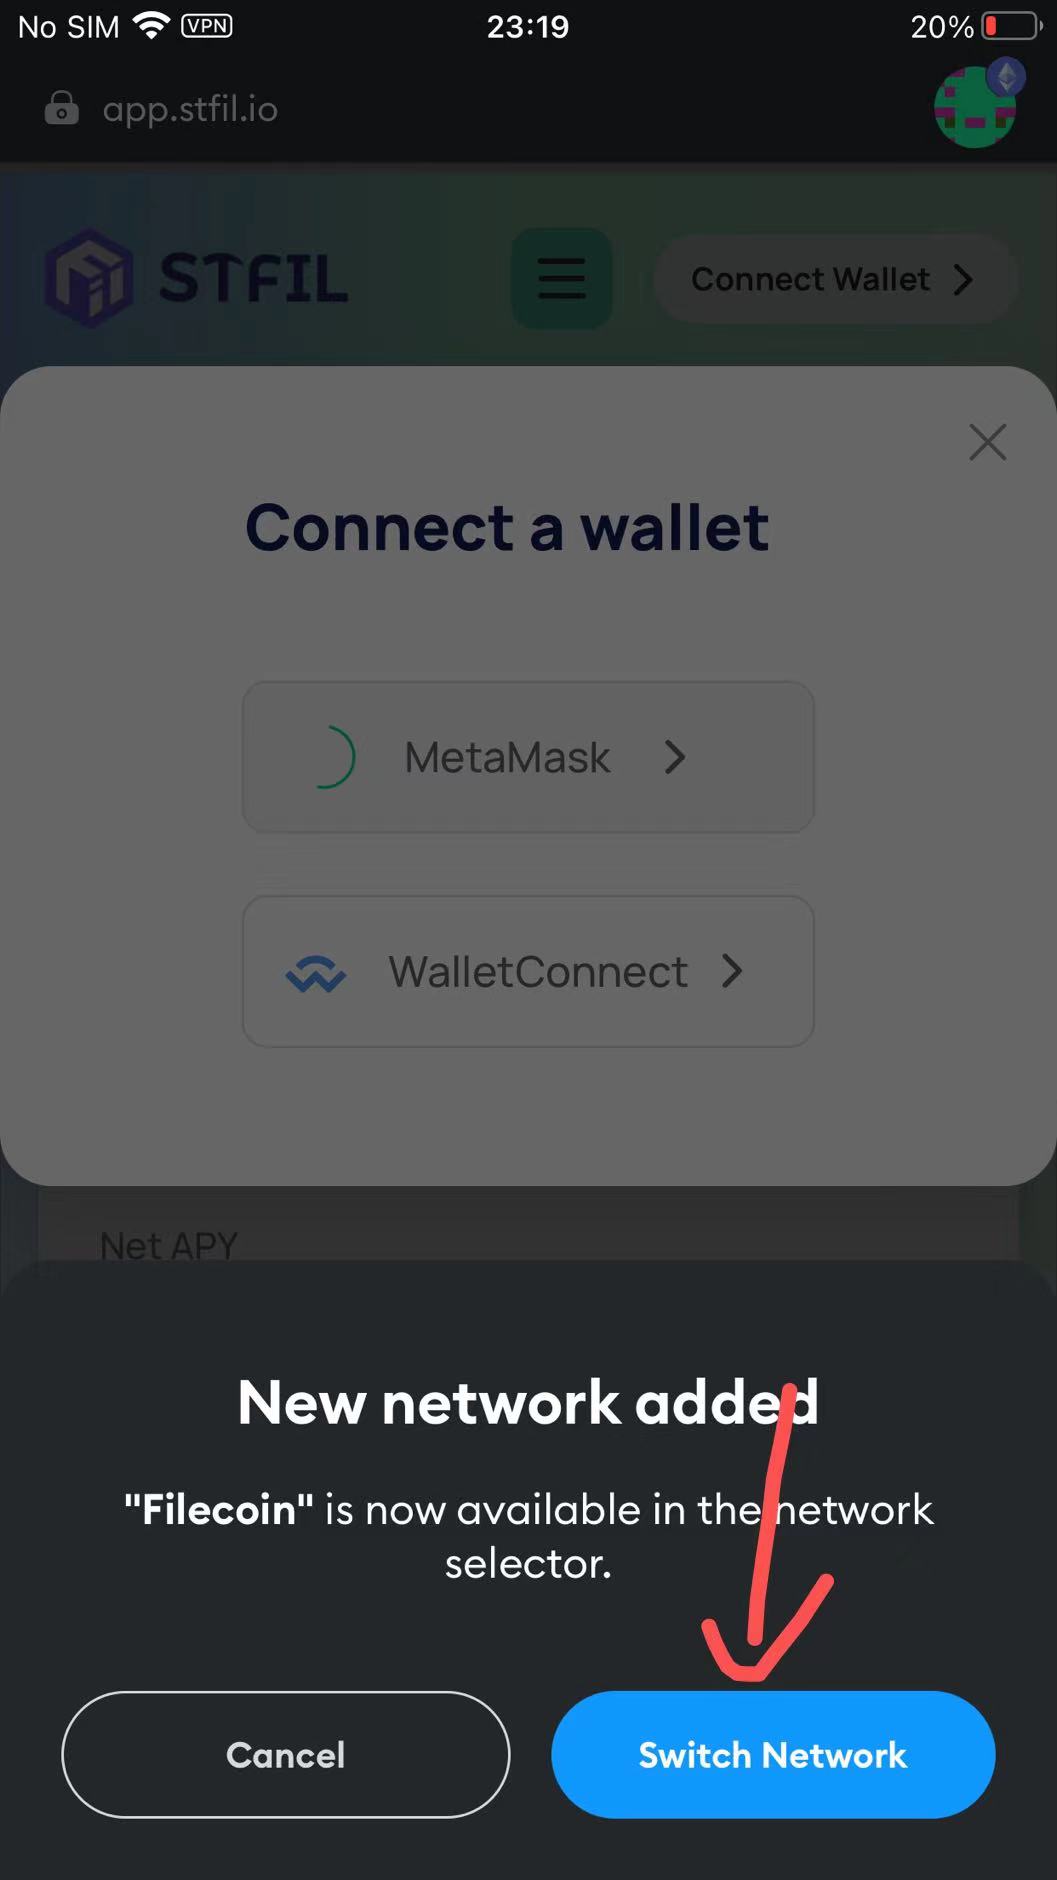 No SIM VPN 23:19 20%
app.stfil.io
STFIL Connect Wallet
Connect a wallet
MetaMask
WalletConnect
Net APY
New network added
"Filecoin" is now available in the network
selector.
Cancel Switch Network